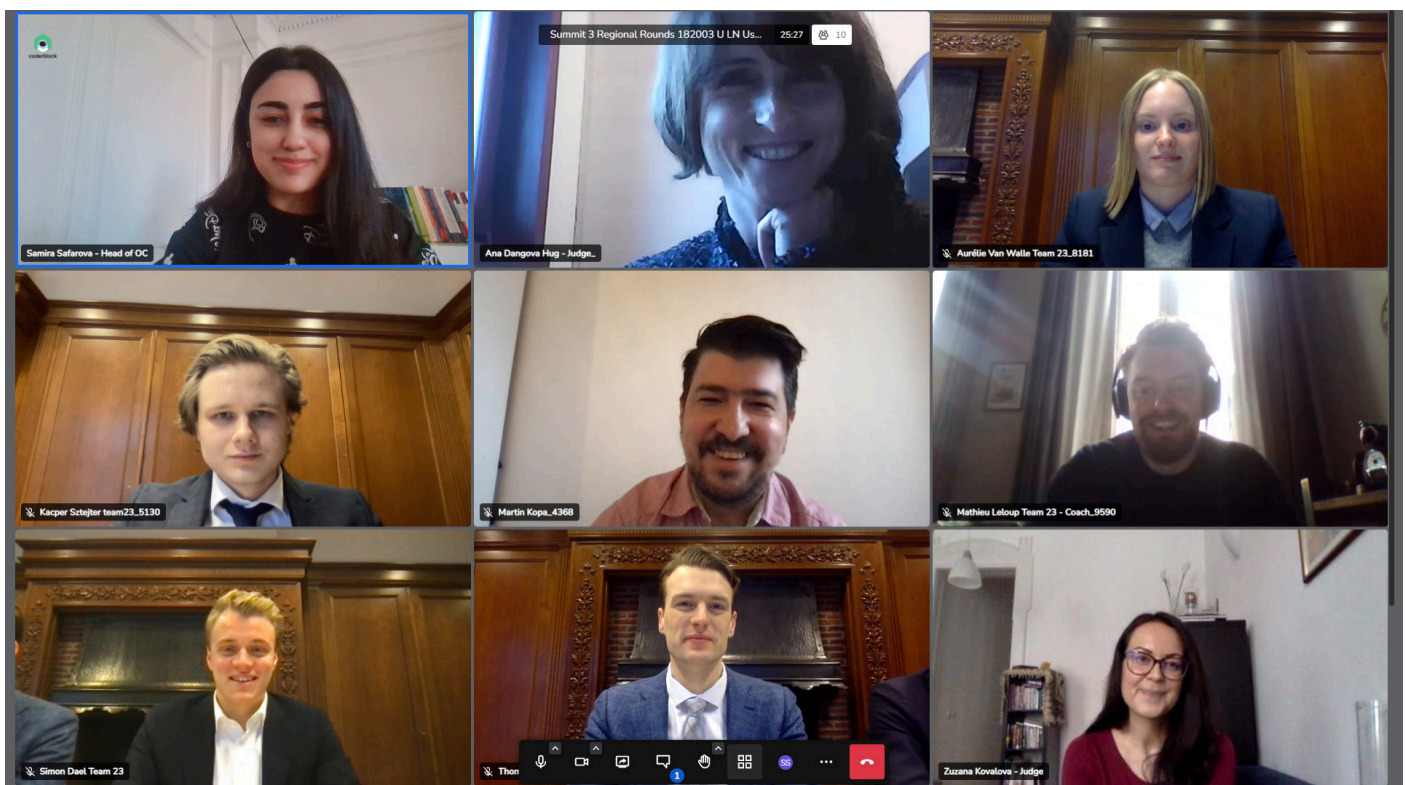 coderblock
Summit 3 Regional Rounds 182003 U LN Us... 25:27 10
Samira Safarova - Head of OC
Ana Dangova Hug - Judge_
Aurélie Van Walle Team 23_8181
Kacper Sztejter team23_5130
Martin Kopa_4368
Mathieu Leloup Team 23 - Coach_9590
Simon Dael Team 23
Thon
SS
1
Zuzana Kovalova - Judge